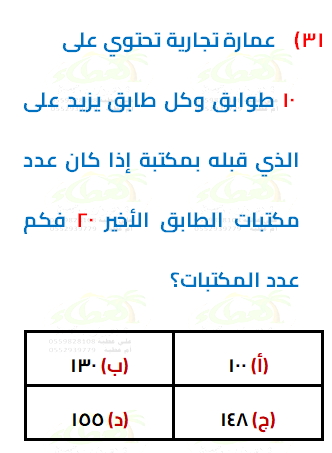 ٣١) عمارة تجارية تحتوي على
١٠ طوابق وكل طابق يزيد على
الذي قبله بمكتبة إذا كان عدد
مكتبات الطابق الأخير ٢٠ فكم
عدد المكتبات؟
(أ) ١٠٠
(ب) ١٣٠
(ج) ١٤٨
(د) ١٥٥